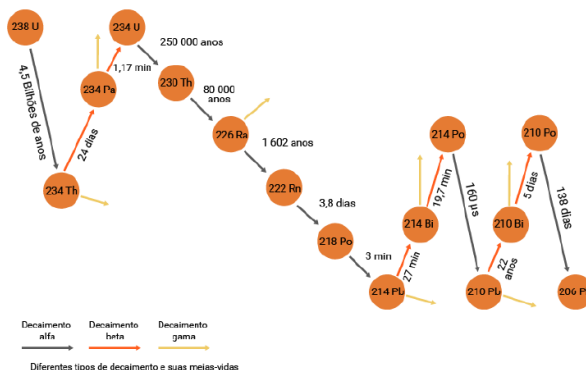 238 U
234 U
250 000 anos
4,5 Bilhões de anos
1,17 min
234 Pa
230 Th
80 000
anos
24 dias
226 Ra
1 602 anos
234 Th
222 Rn
3,8 dias
218 Po
3 min
214 Pb
27 min
214 Bi
19,7 min
214 Po
160 µs
210 Pb
22
anos
210 Bi
5 dias
210 Po
138 dias
206 P
Decaimento
alfa
Decaimento
beta
Decaimento
gama
Diferentes tipos de decaimento e suas meias-vidas